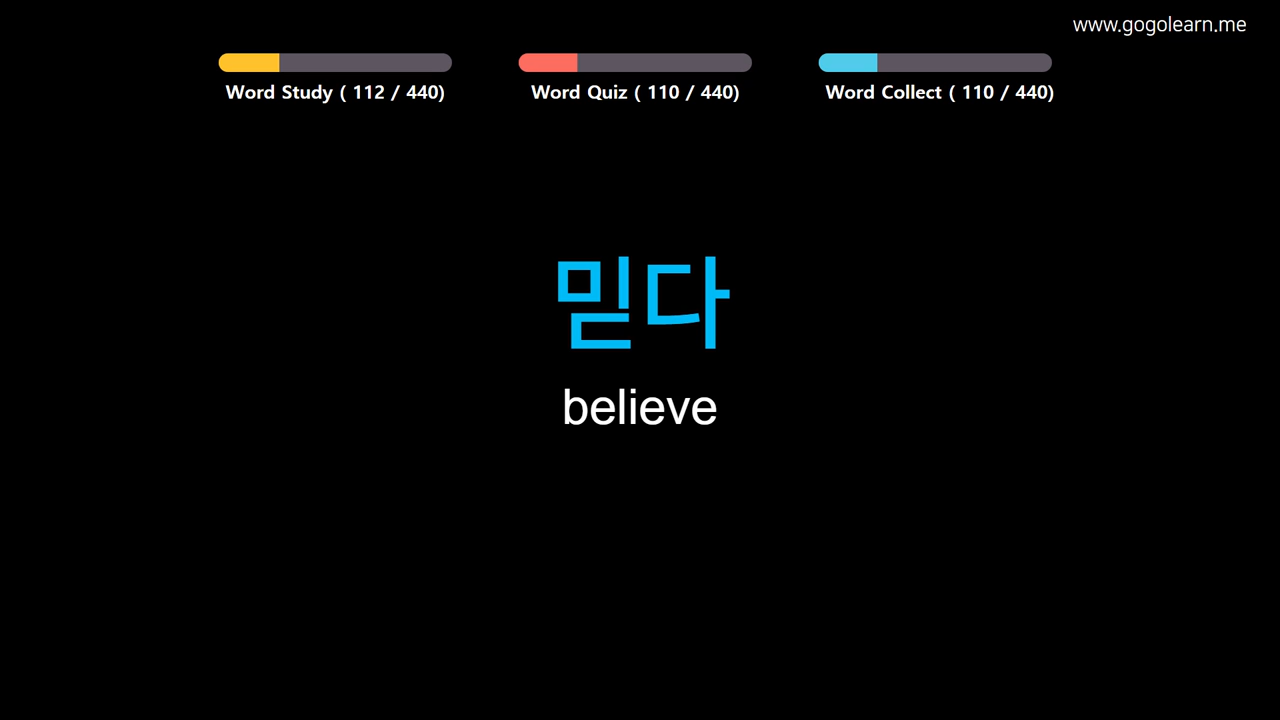 www.gogolearn.me
Word Study ( 112 / 440)
Word Quiz ( 110 / 440)
Word Collect ( 110 / 440)
믿다
believe